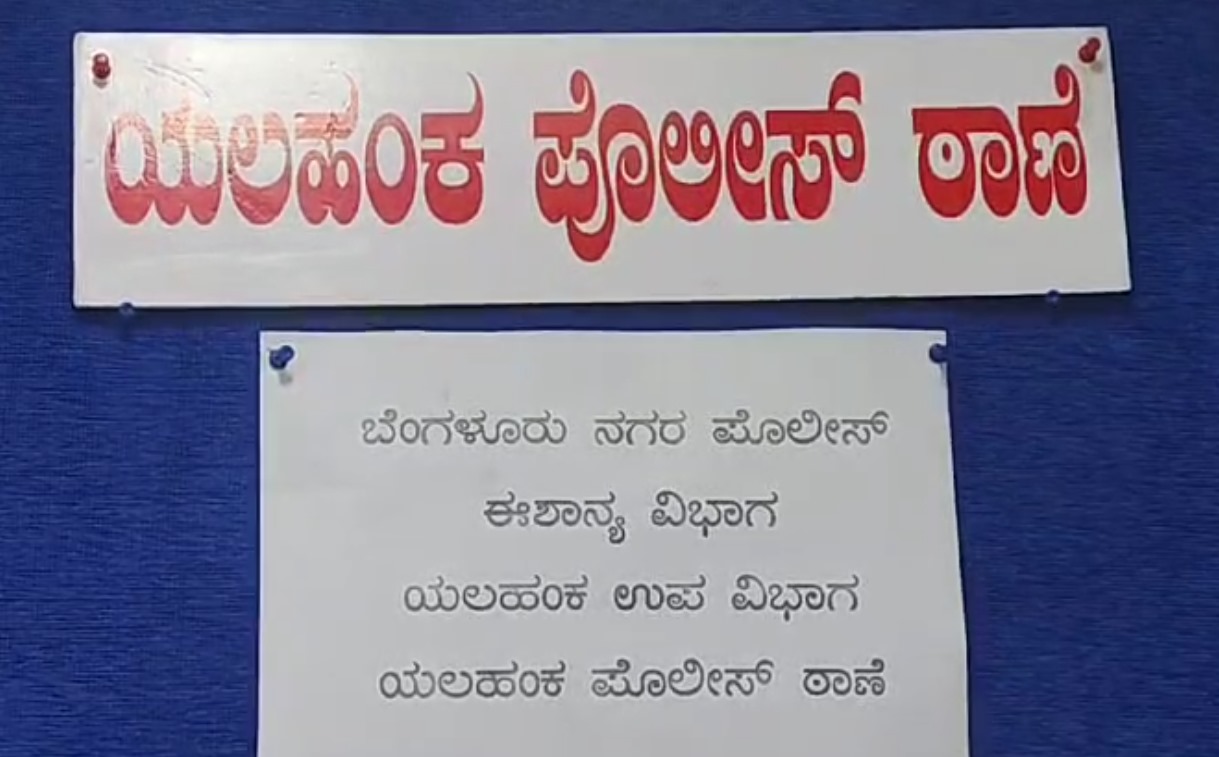 ಯಲಹಂಕ ಪೊಲೀಸ್ ಠಾಣೆ
ಬೆಂಗಳೂರು ನಗರ ಪೊಲೀಸ್
ಈಶಾನ್ಯ ವಿಭಾಗ
ಯಲಹಂಕ ಉಪ ವಿಭಾಗ
ಯಲಹಂಕ ಪೊಲೀಸ್ ಠಾಣೆ